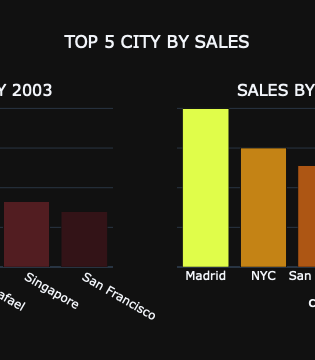 TOP 5 CITY BY SALES
Y 2003
SALES BY
Madrid
NYC
San
afael
Singapore
San Francisco